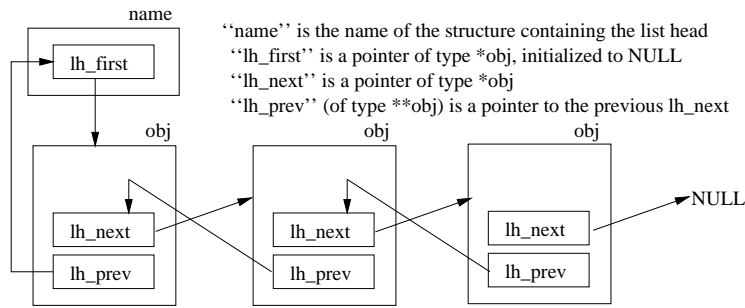 name
‘‘name’’ is the name of the structure containing the list head
lh_first
‘‘lh_first’’ is a pointer of type *obj, initialized to NULL
‘‘lh_next’’ is a pointer of type *obj
‘‘lh_prev’’ (of type **obj) is a pointer to the previous lh_next
obj
obj
obj
lh_next
lh_next
lh_next
NULL
lh_prev
lh_prev
lh_prev